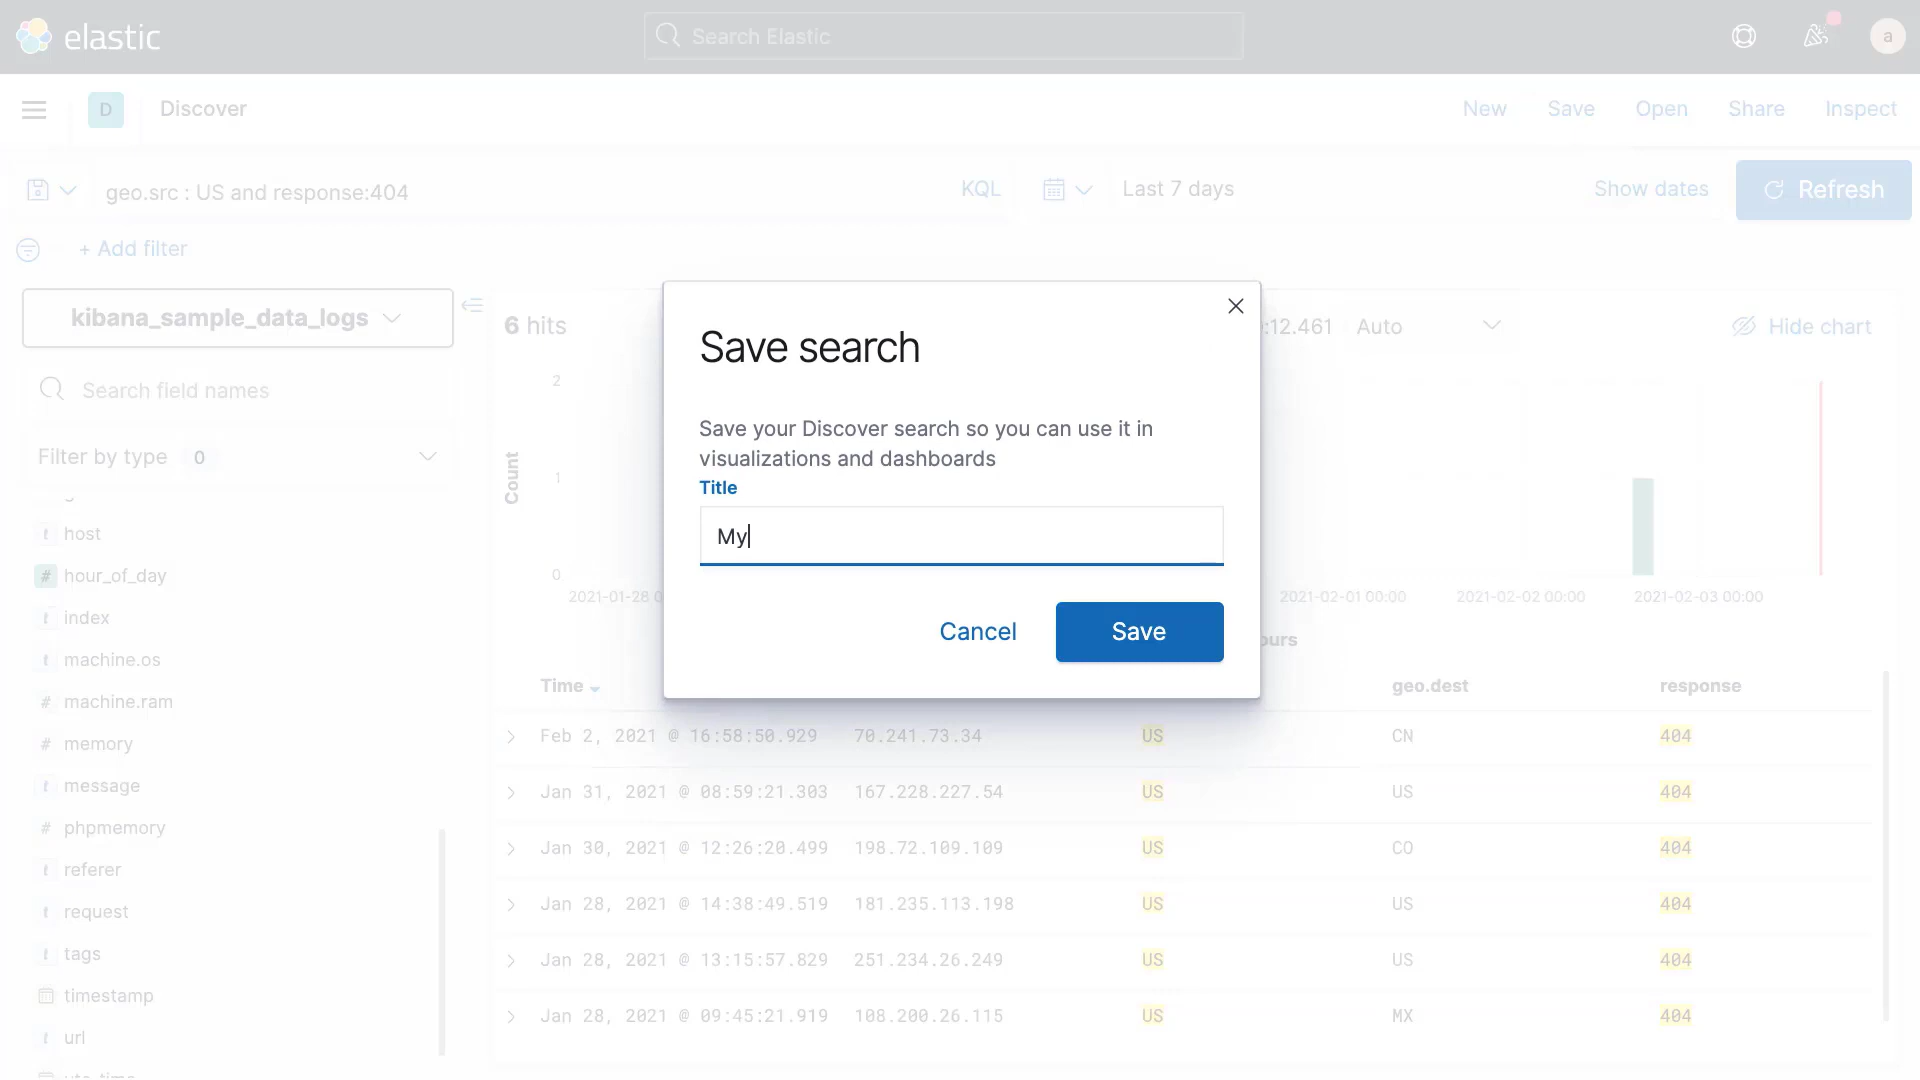 elastic
Search Elastic
a
D
Discover
New
Save
Open
Share
Inspect
geo.src : US and response:404
KQL
Last 7 days
Show dates
Refresh
+ Add filter
kibana_sample_data_logs
6 hits
:12.461
Auto
Hide chart
Search field names
Filter by type 0
Save search
Save your Discover search so you can use it in
visualizations and dashboards
Title
My
Cancel
Save
Count
2
1
0
2021-01-28 0
2021-02-01 00:00
2021-02-02 00:00
2021-02-03 00:00
ours
t host
# hour_of_day
t index
t machine.os
# machine.ram
# memory
t message
# phpmemory
t referer
t request
t tags
timestamp
t url
Time geo.dest response
Feb 2, 2021 @ 16:58:50.929 70.241.73.34 US CN 404
Jan 31, 2021 @ 08:59:21.303 167.228.227.54 US US 404
Jan 30, 2021 @ 12:26:20.499 198.72.109.109 US CO 404
Jan 28, 2021 @ 14:38:49.519 181.235.113.198 US US 404
Jan 28, 2021 @ 13:15:57.829 251.234.26.249 US US 404
Jan 28, 2021 @ 09:45:21.919 108.200.26.115 US MX 404